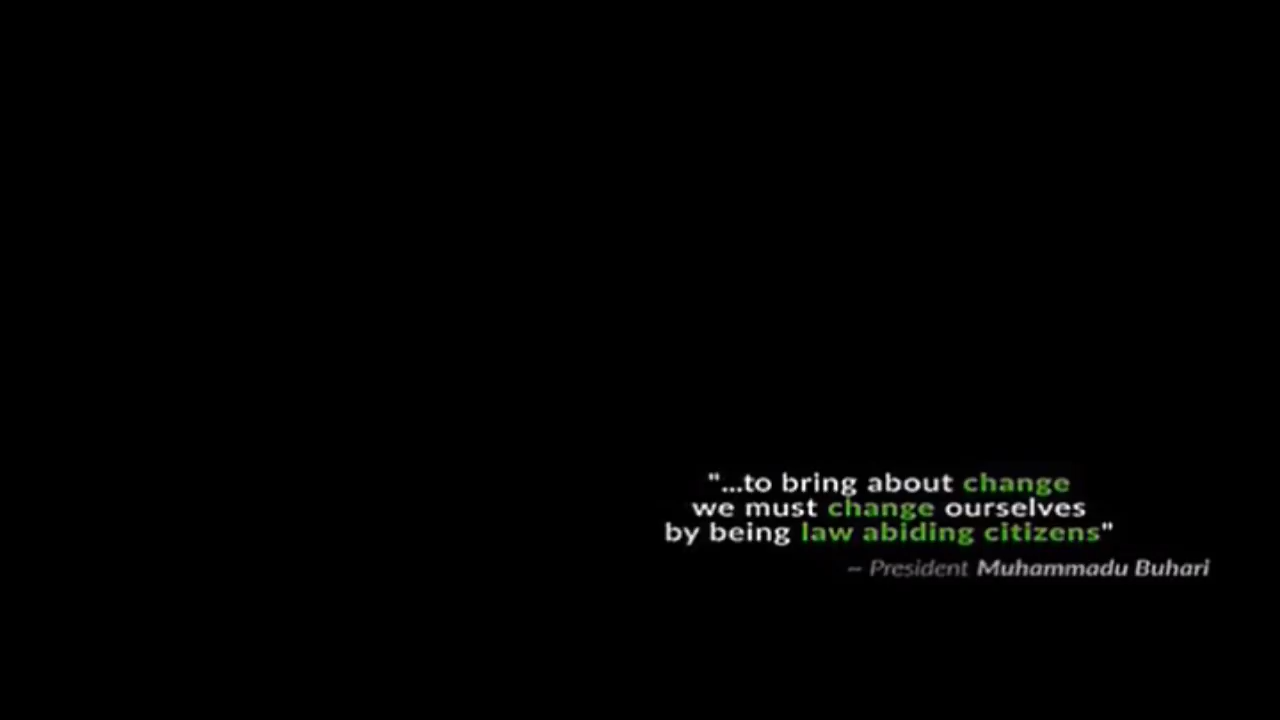 "...to bring about change
we must change ourselves
by being law abiding citizens"
~ President Muhammadu Buhari